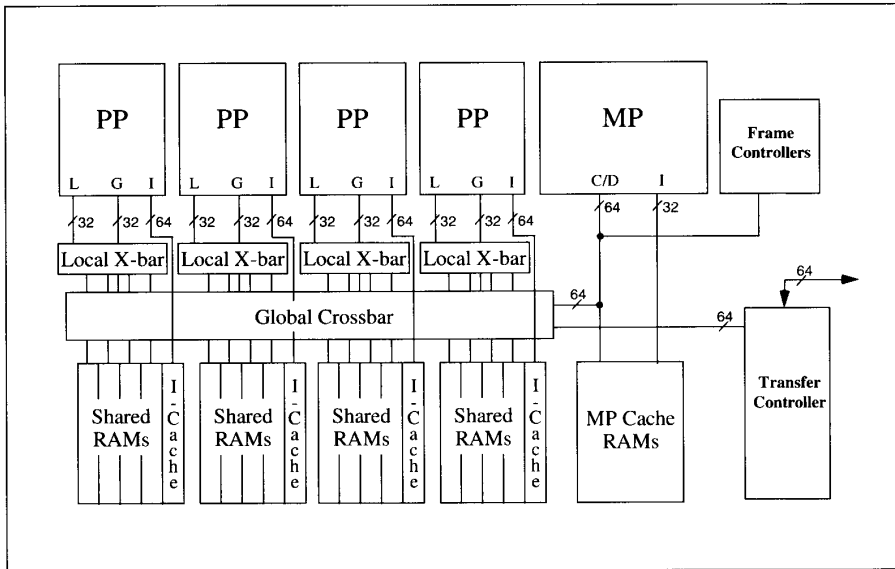 PP
PP
PP
PP
MP
Frame
Controllers
L G I
L G I
L G I
L G I
C/D I
32 32 64
32 32 64
32 32 64
32 32 64
64 32
64
Local X-bar
Local X-bar
Local X-bar
Local X-bar
64
Global Crossbar
64
Shared
RAMs
I-Cache
Shared
RAMs
I-Cache
Shared
RAMs
I-Cache
Shared
RAMs
I-Cache
MP Cache
RAMs
Transfer
Controller